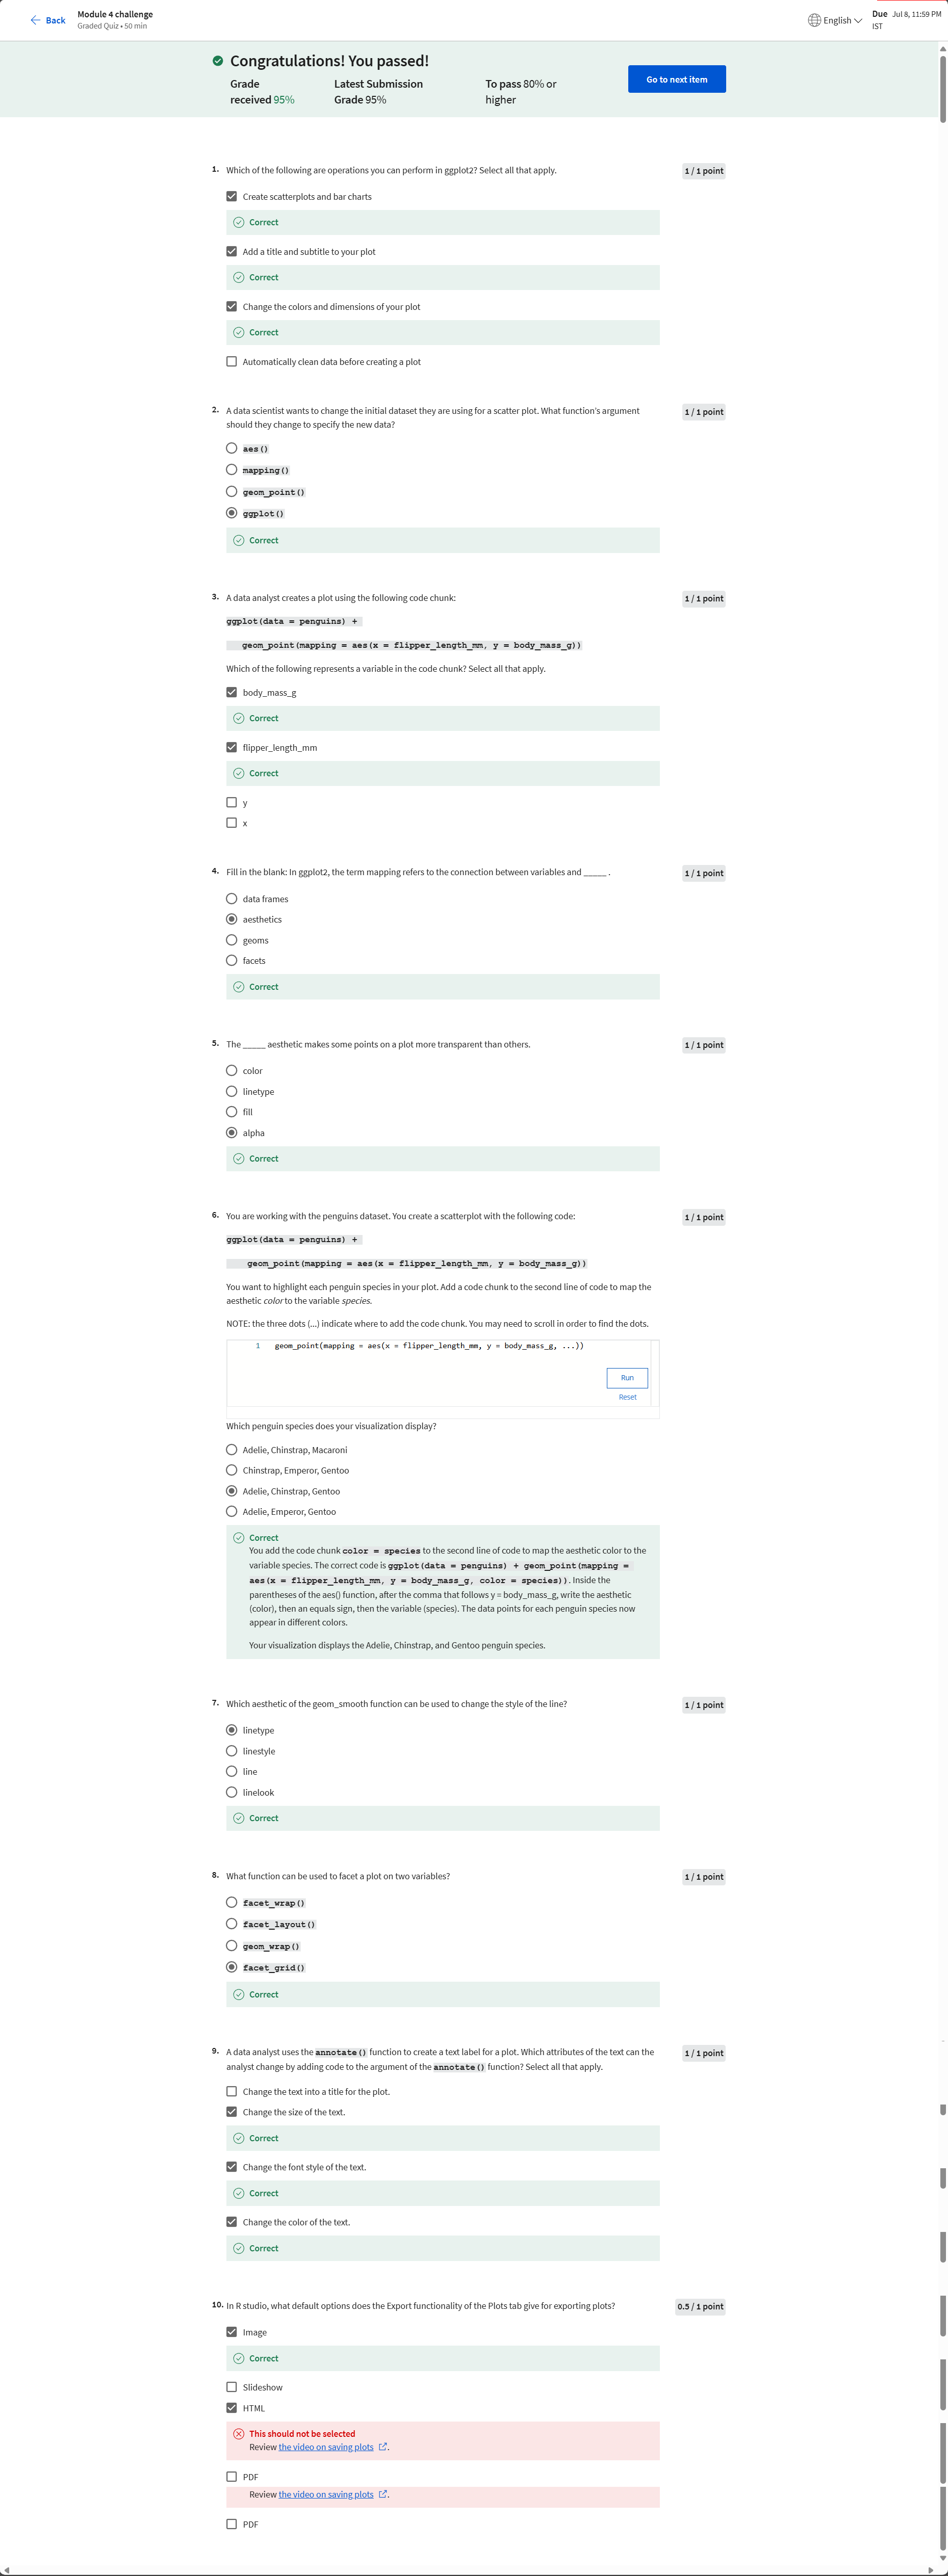 Back
Module 4 challenge
Graded Quiz • 50 min
English
Due Jul 8, 11:59 PM
IST
Congratulations! You passed!
Grade
received 95%
Latest Submission
Grade 95%
To pass 80% or
higher
Go to next item
1. Which of the following are operations you can perform in ggplot2? Select all that apply.
1 / 1 point
Create scatterplots and bar charts
Correct
Add a title and subtitle to your plot
Correct
Change the colors and dimensions of your plot
Correct
Automatically clean data before creating a plot
2. A data scientist wants to change the initial dataset they are using for a scatter plot. What function's argument
should they change to specify the new data?
1 / 1 point
aes()
mapping()
geom_point()
ggplot()
Correct
3. A data analyst creates a plot using the following code chunk:
1 / 1 point
ggplot(data = penguins) +
geom_point(mapping = aes(x = flipper_length_mm, y = body_mass_g))
Which of the following represents a variable in the code chunk? Select all that apply.
body_mass_g
Correct
flipper_length_mm
Correct
y
x
4. Fill in the blank: In ggplot2, the term mapping refers to the connection between variables and _____ .
1 / 1 point
data frames
aesthetics
geoms
facets
Correct
5. The _____ aesthetic makes some points on a plot more transparent than others.
1 / 1 point
color
linetype
fill
alpha
Correct
6. You are working with the penguins dataset. You create a scatterplot with the following code:
1 / 1 point
ggplot(data = penguins) +
geom_point(mapping = aes(x = flipper_length_mm, y = body_mass_g))
You want to highlight each penguin species in your plot. Add a code chunk to the second line of code to map the
aesthetic color to the variable species.
NOTE: the three dots (...) indicate where to add the code chunk. You may need to scroll in order to find the dots.
1 geom_point(mapping = aes(x = flipper_length_mm, y = body_mass_g, ...))
Run
Reset
Which penguin species does your visualization display?
Adelie, Chinstrap, Macaroni
Chinstrap, Emperor, Gentoo
Adelie, Chinstrap, Gentoo
Adelie, Emperor, Gentoo
Correct
You add the code chunk color = species to the second line of code to map the aesthetic color to the
variable species. The correct code is ggplot(data = penguins) + geom_point(mapping =
aes(x = flipper_length_mm, y = body_mass_g, color = species)). Inside the
parentheses of the aes() function, after the comma that follows y = body_mass_g, write the aesthetic
(color), then an equals sign, then the variable (species). The data points for each penguin species now
appear in different colors.
Your visualization displays the Adelie, Chinstrap, and Gentoo penguin species.
7. Which aesthetic of the geom_smooth function can be used to change the style of the line?
1 / 1 point
linetype
linestyle
line
linelook
Correct
8. What function can be used to facet a plot on two variables?
1 / 1 point
facet_wrap()
facet_layout()
geom_wrap()
facet_grid()
Correct
9. A data analyst uses the annotate() function to create a text label for a plot. Which attributes of the text can the
analyst change by adding code to the argument of the annotate() function? Select all that apply.
1 / 1 point
Change the text into a title for the plot.
Change the size of the text.
Correct
Change the font style of the text.
Correct
Change the color of the text.
Correct
10. In R studio, what default options does the Export functionality of the Plots tab give for exporting plots?
0.5 / 1 point
Image
Correct
Slideshow
HTML
This should not be selected
Review the video on saving plots .
PDF
Review the video on saving plots .
PDF